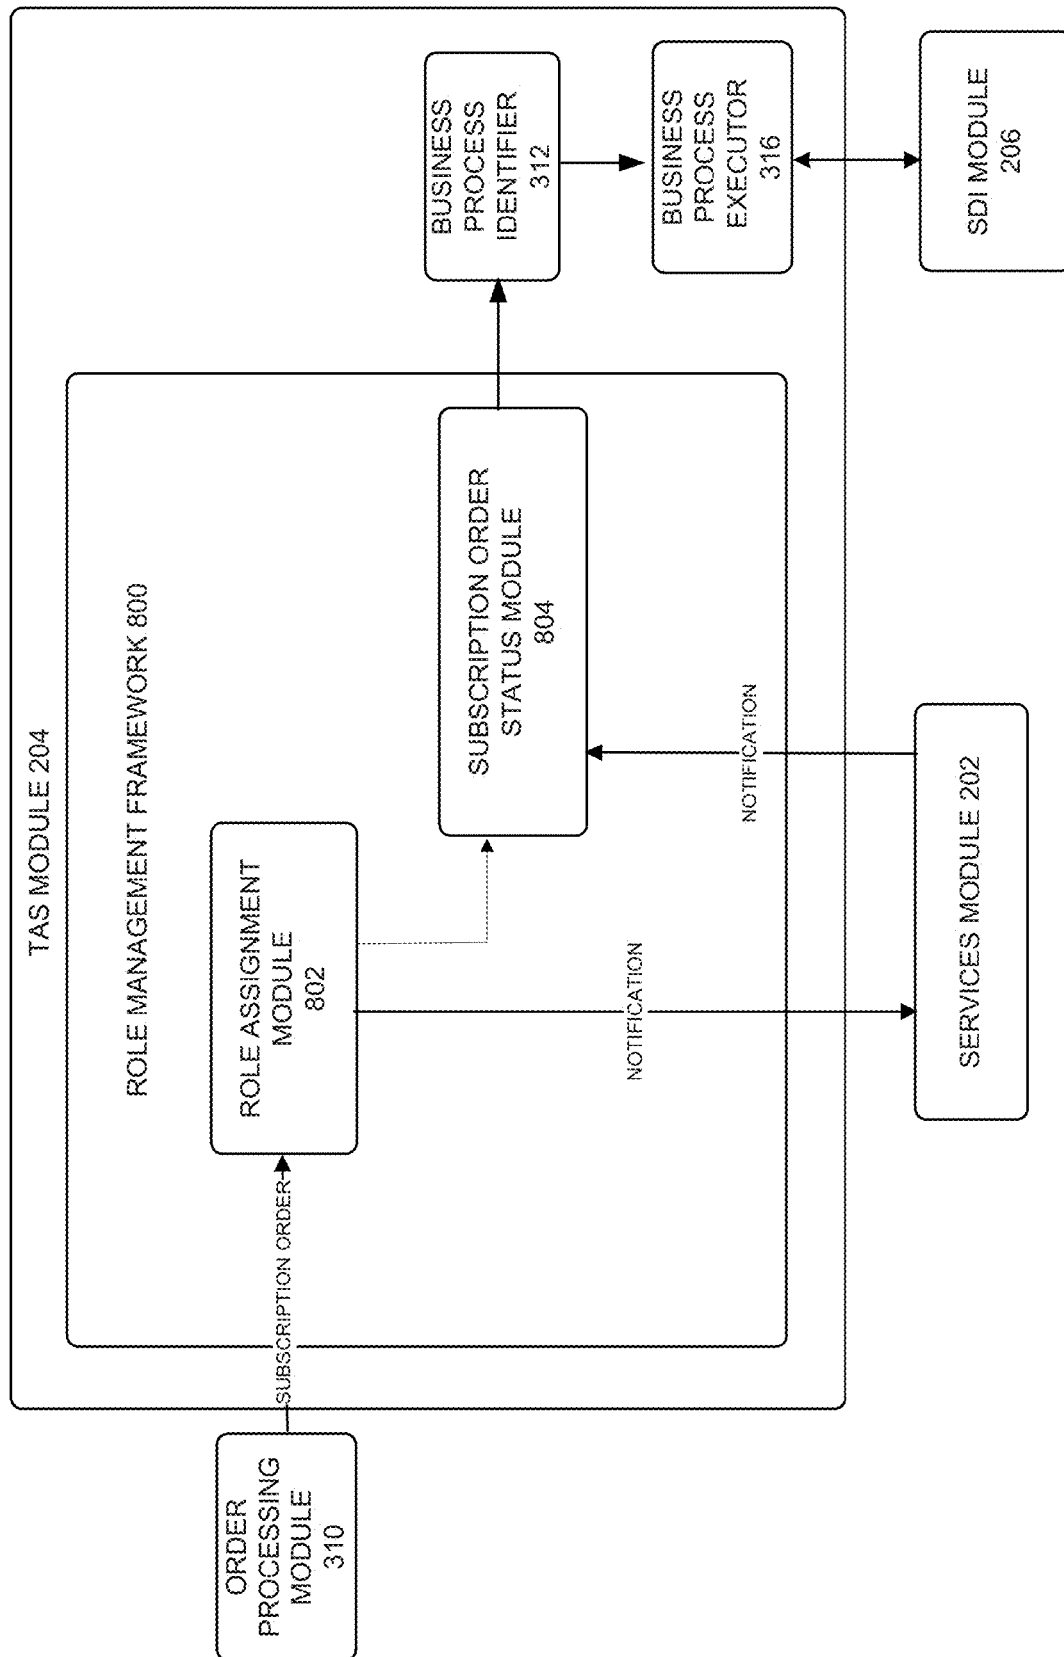 TAS MODULE 204
ROLE MANAGEMENT FRAMEWORK 800
ORDER
PROCESSING
MODULE
310
SUBSCRIPTION ORDER
ROLE ASSIGNMENT
MODULE
802
SUBSCRIPTION ORDER
STATUS MODULE
804
BUSINESS
PROCESS
IDENTIFIER
312
BUSINESS
PROCESS
EXECUTOR
316
NOTIFICATION
NOTIFICATION
SERVICES MODULE 202
SDI MODULE
206